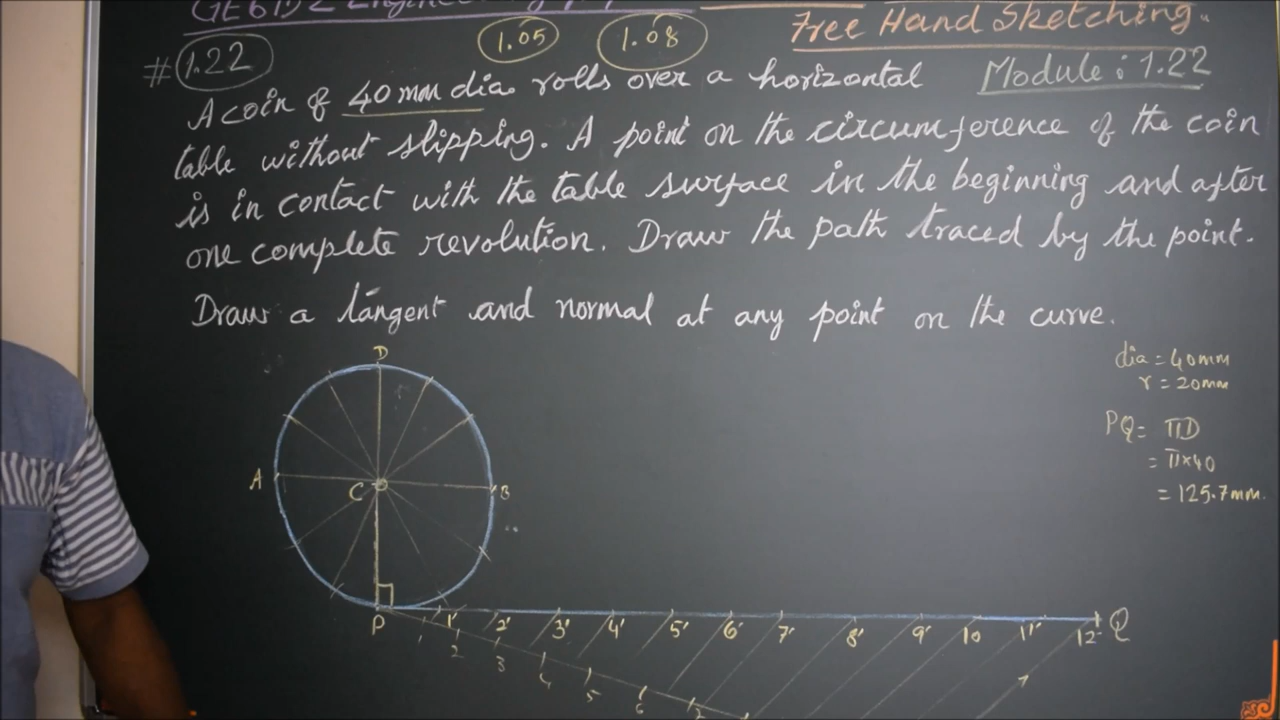 GE6152 Engineering
Free Hand Sketching.
# 1.22 1.05 1.08
Module : 1.22
A coin of 40mm dia. rolls over a horizontal
table without slipping. A point on the circumference of the coin
is in contact with the table surface in the beginning and after
one complete revolution. Draw the path traced by the point.
Draw a tangent and normal at any point on the curve.
dia = 40mm
r = 20mm
PQ = ΠD
= Π×40
= 125.7mm.
D
A C B
P 1' 2' 3' 4' 5' 6' 7' 8' 9' 10 11' 12' Q
1 2 3 4 5 6 7